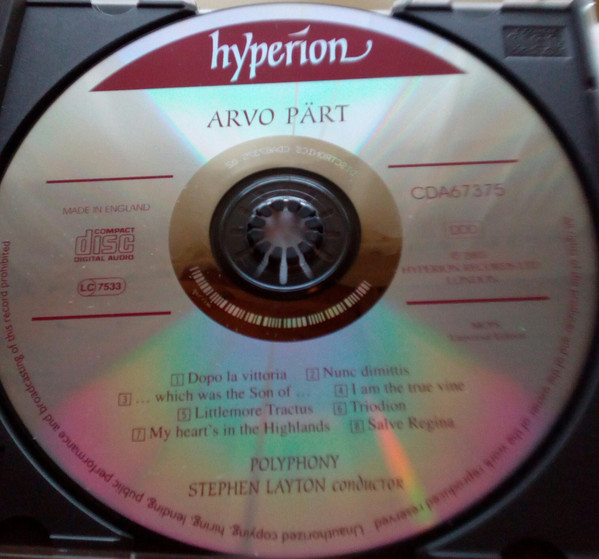 hyperion
ARVO PÄRT
MADE IN ENGLAND
COMPACT
disc
DIGITAL AUDIO
LC 7533
CDA67375
DDD
HYPERION RECORDS LTD
LONDON
1 Dopo la vittoria 2 Nunc dimittis
3 ... which was the Son of ... 4 I am the true vine
5 Littlemore Tractus 6 Triodion
7 My heart's in the Highlands 8 Salve Regina
POLYPHONY
STEPHEN LAYTON conductor
Unauthorized copying, hiring, lending, public performance and broadcasting of this record prohibited